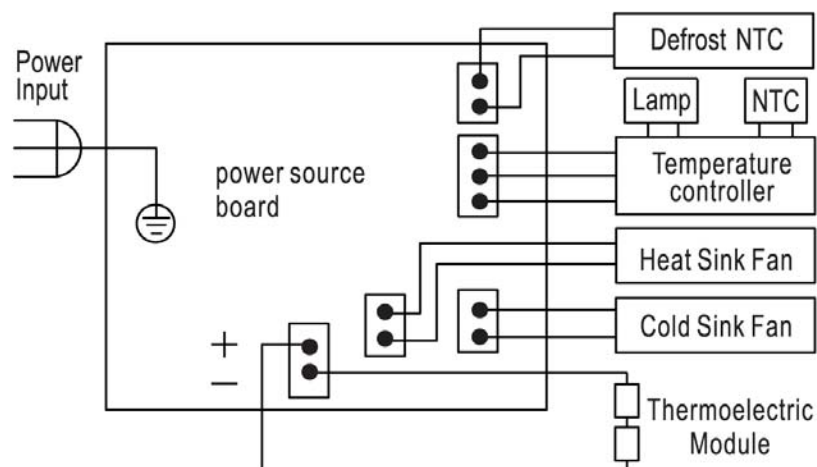 Power
Input
power source
board
+
−
Defrost NTC
Lamp
NTC
Temperature
controller
Heat Sink Fan
Cold Sink Fan
Thermoelectric
Module